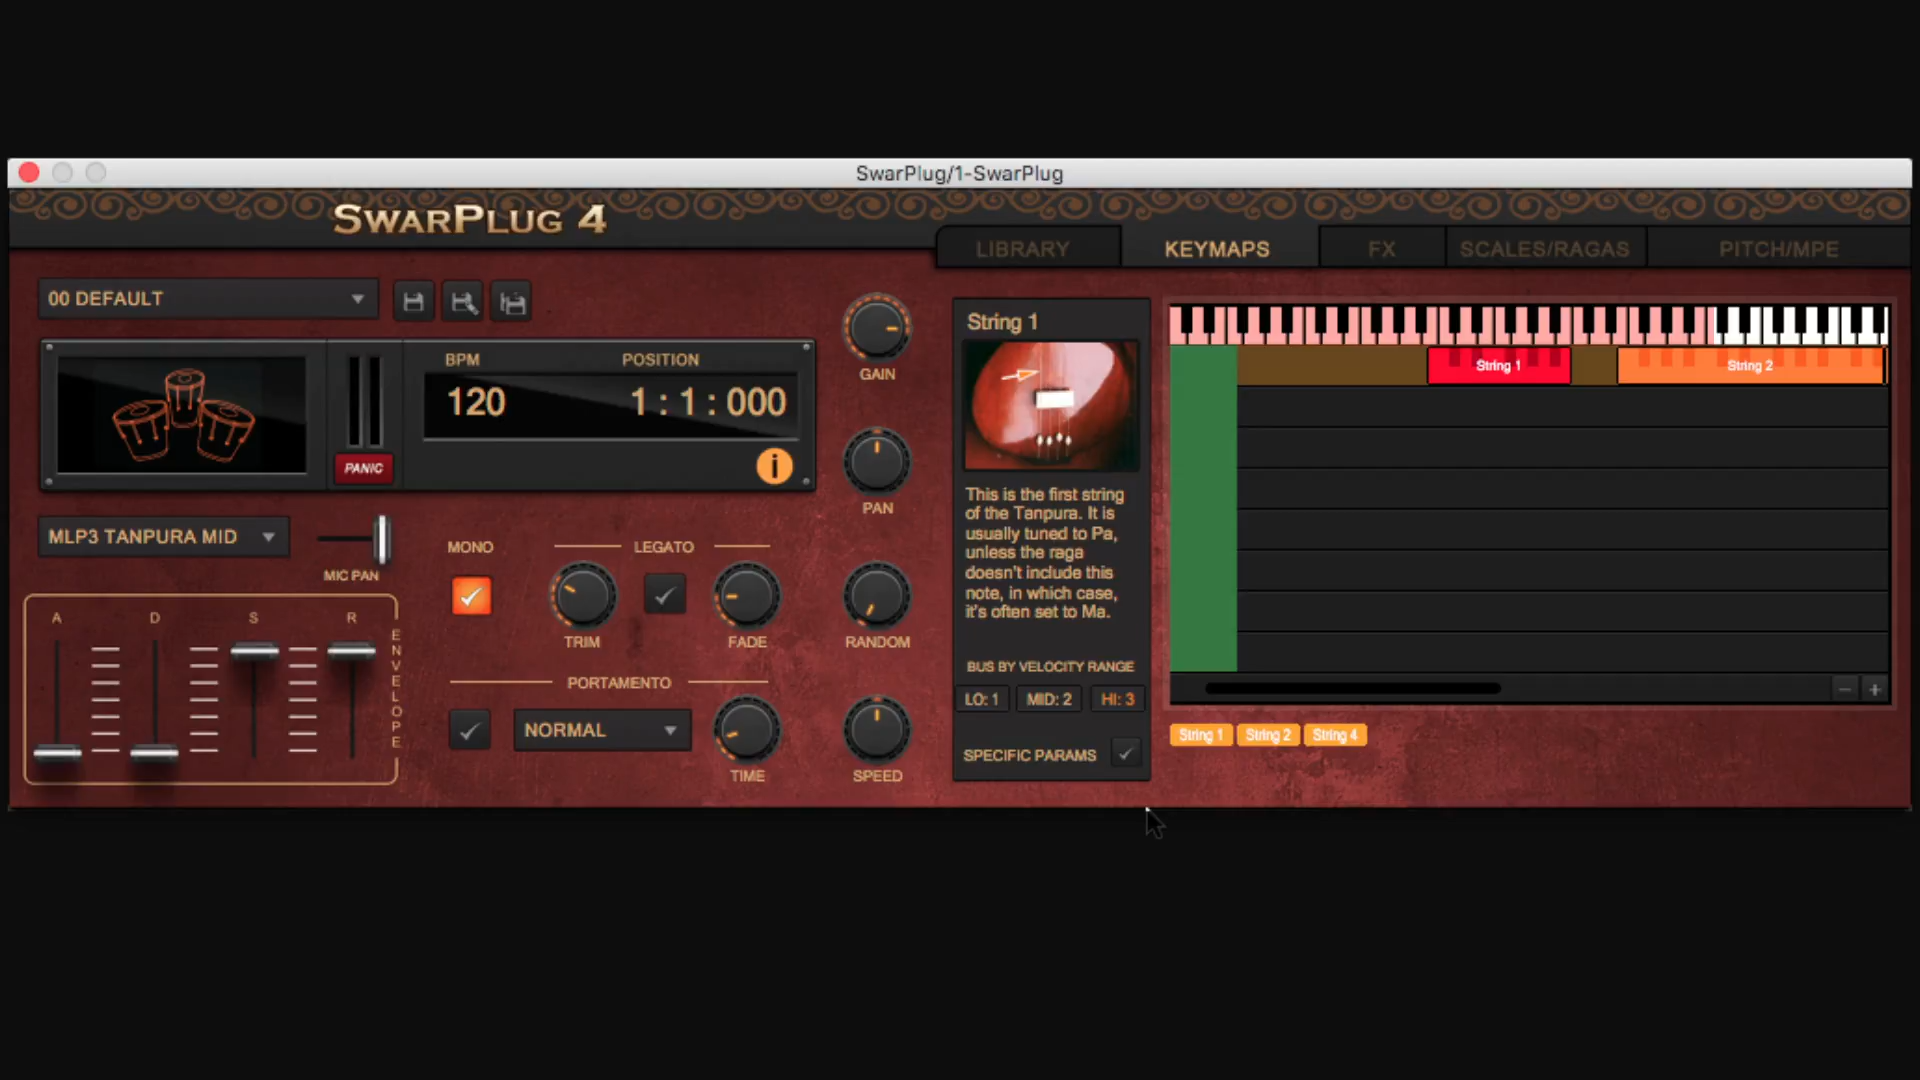 SwarPlug/1-SwarPlug
SWARPLUG 4
LIBRARY
KEYMAPS
FX
SCALES/RAGAS
PITCH/MPE
00 DEFAULT
BPM
POSITION
120
1 : 1 : 000
PANIC
i
GAIN
PAN
MLP3 TANPURA MID
MIC PAN
MONO
LEGATO
TRIM
FADE
RANDOM
A
D
S
R
ENVELOPE
PORTAMENTO
NORMAL
TIME
SPEED
String 1
This is the first string
of the Tanpura. It is
usually tuned to Pa,
unless the raga
doesn't include this
note, in which case,
it's often set to Ma.
BUS BY VELOCITY RANGE
LO: 1
MID: 2
HI: 3
SPECIFIC PARAMS
String 1
String 2
String 1
String 2
String 4